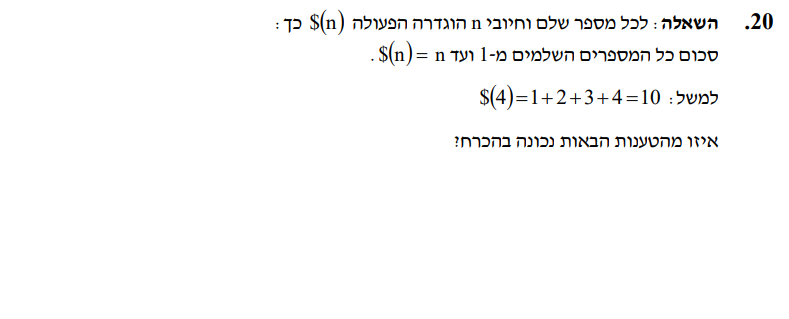 20. השאלה: לכל מספר שלם וחיובי n הוגדרה הפעולה $(n) כך:
סכום כל המספרים השלמים מ-1 ועד n = $(n).
למשל: $(4)=1+2+3+4=10
איזו מהטענות הבאות נכונה בהכרח?